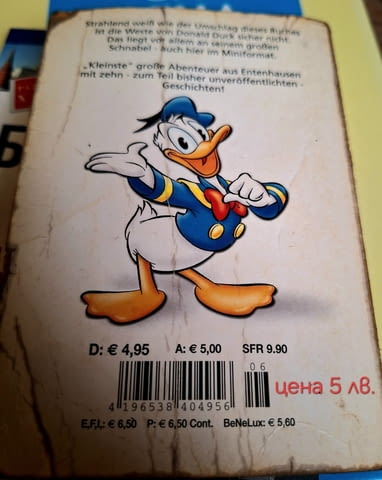 Strahlend weiß wie der Umschlag dieses Buches
ist die Weste von Donald Duck sicher nicht.
Das liegt vor allem an seinem großen
Schnabel - auch hier im Miniformat.
„Kleinste“ große Abenteuer aus Entenhausen
mit zehn - zum Teil bisher unveröffentlichten -
Geschichten!
D: € 4,95 A: € 5,00 SFR 9.90
06
цена 5 лв.
4 196538 404956
E,F,I,: € 6,50 P: € 6,50 Cont. BeNeLux: € 5,60